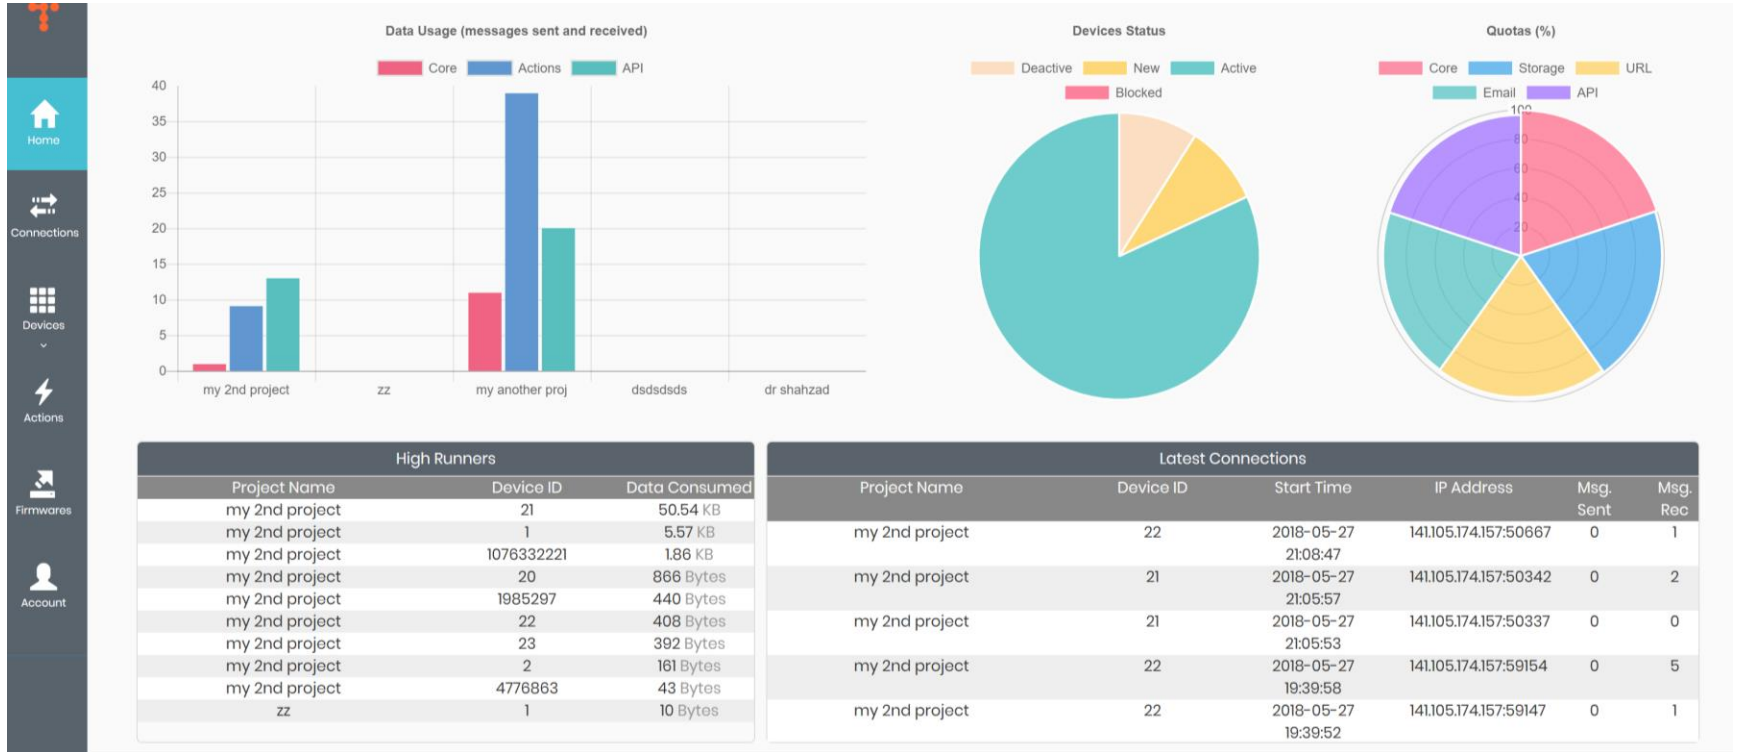 Home
Connections
Devices
Actions
Firmwares
Account
Data Usage (messages sent and received)
Core Actions API
40
35
30
25
20
15
10
5
0
my 2nd project zz my another proj dsdsdsds dr shahzad
Devices Status
Deactive New Active
Blocked
Quotas (%)
Core Storage URL
Email API
100
80
60
40
20
High Runners
Project Name Device ID Data Consumed
my 2nd project 21 50.54 KB
my 2nd project 1 5.57 KB
my 2nd project 1076332221 1.86 KB
my 2nd project 20 866 Bytes
my 2nd project 1985297 440 Bytes
my 2nd project 22 408 Bytes
my 2nd project 23 392 Bytes
my 2nd project 2 161 Bytes
my 2nd project 4776863 43 Bytes
zz 1 10 Bytes
Latest Connections
Project Name Device ID Start Time IP Address Msg. Msg.
Sent Rec
my 2nd project 22 2018-05-27 141.105.174.157:50667 0 1
21:08:47
my 2nd project 21 2018-05-27 141.105.174.157:50342 0 2
21:05:57
my 2nd project 21 2018-05-27 141.105.174.157:50337 0 0
21:05:53
my 2nd project 22 2018-05-27 141.105.174.157:59154 0 5
19:39:58
my 2nd project 22 2018-05-27 141.105.174.157:59147 0 1
19:39:52